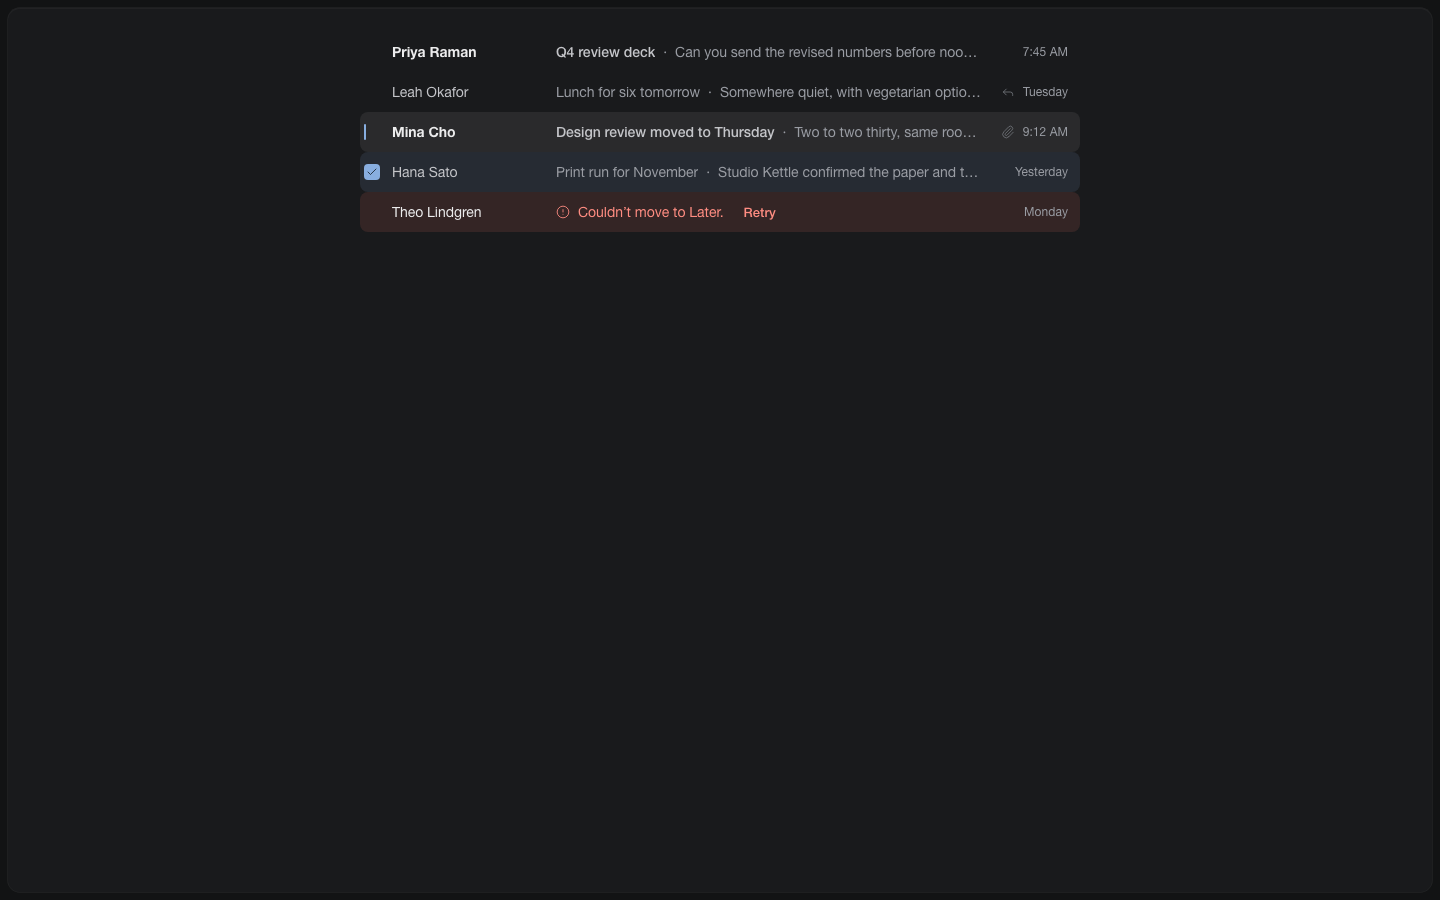 Priya Raman Q4 review deck · Can you send the revised numbers before noo… 7:45 AM
Leah Okafor Lunch for six tomorrow · Somewhere quiet, with vegetarian optio… Tuesday
Mina Cho Design review moved to Thursday · Two to two thirty, same roo… 9:12 AM
Hana Sato Print run for November · Studio Kettle confirmed the paper and t… Yesterday
Theo Lindgren Couldn’t move to Later. Retry Monday